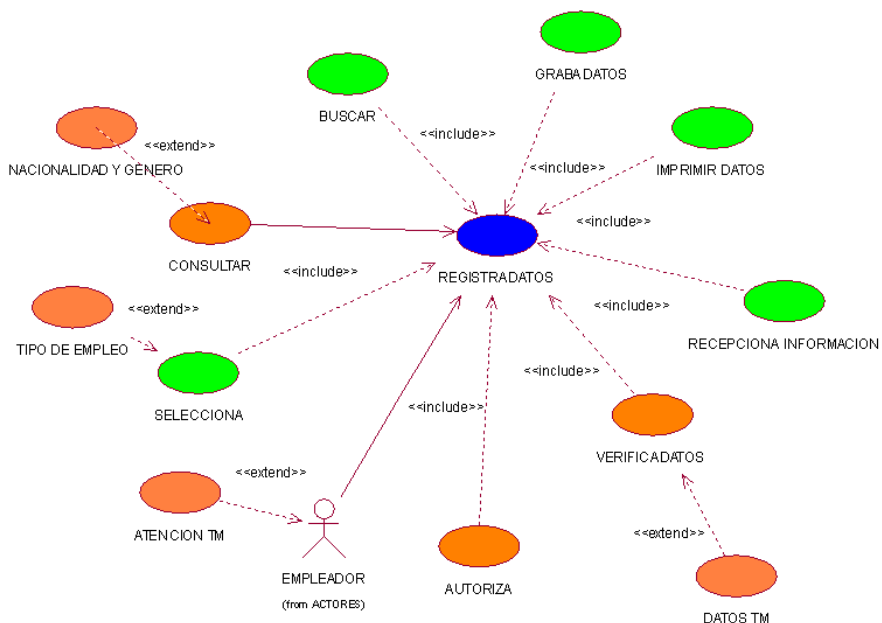 GRABADATOS
BUSCAR
<<include>>
<<extend>>
<<include>>
NACIONALIDAD Y GÉNERO
IMPRIMIR DATOS
<<include>>
CONSULTAR
<<include>>
REGISTRADATOS
<<extend>>
<<include>>
TIPO DE EMPLEO
RECEPCIONA INFORMACION
<<include>>
SELECCIONA
<<include>>
VERIFICADATOS
<<extend>>
ATENCION TM
<<extend>>
EMPLEADOR
(from ACTORES)
AUTORIZA
DATOS TM